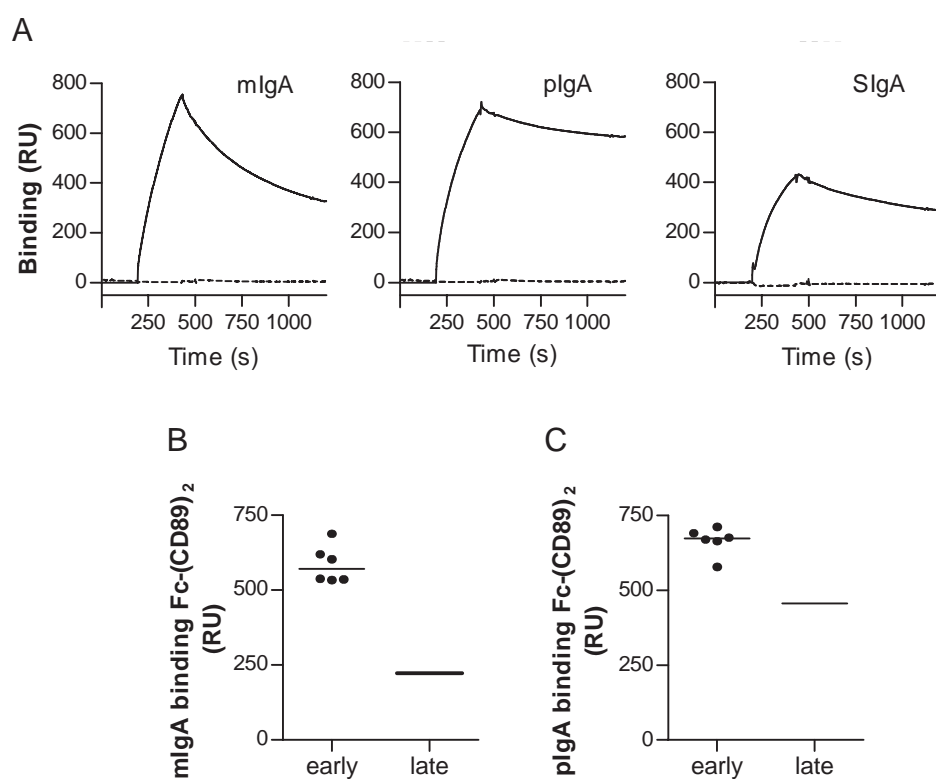 A
mIgA
pIgA
SIgA
Binding (RU)
800
600
400
200
0
250 500 750 1000
Time (s)
800
600
400
200
0
250 500 750 1000
Time (s)
800
600
400
200
0
250 500 750 1000
Time (s)
B
mIgA binding Fc-(CD89)2
(RU)
750
500
250
0
early late
C
pIgA binding Fc-(CD89)2
(RU)
750
500
250
0
early late